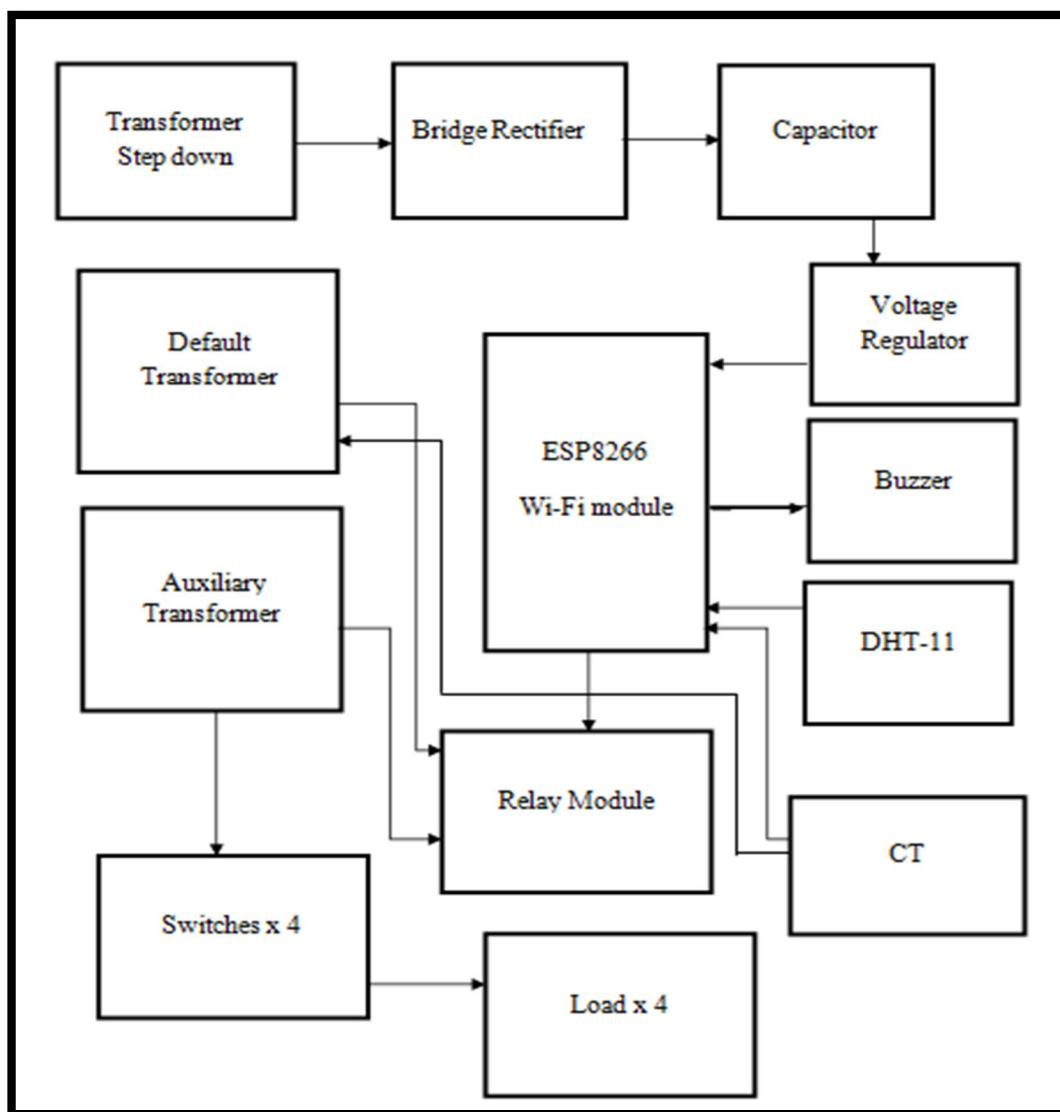 Transformer
Step down
Bridge Rectifier
Capacitor
Voltage
Regulator
Default
Transformer
ESP8266
Wi-Fi module
Buzzer
Auxiliary
Transformer
DHT-11
Relay Module
CT
Switches x 4
Load x 4